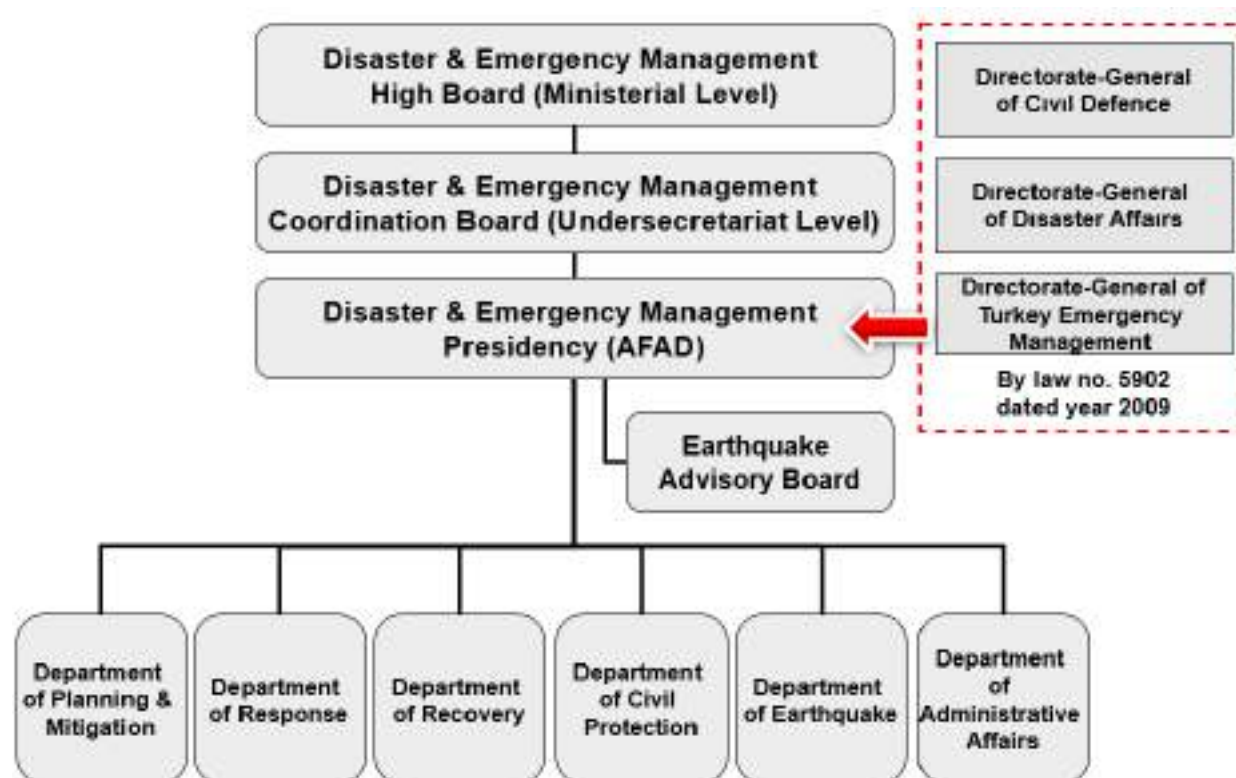 Disaster & Emergency Management
High Board (Ministerial Level)
Disaster & Emergency Management
Coordination Board (Undersecretariat Level)
Disaster & Emergency Management
Presidency (AFAD)
Directorate-General
of Civil Defence
Directorate-General
of Disaster Affairs
Directorate-General of
Turkey Emergency
Management
By law no. 5902
dated year 2009
Earthquake
Advisory Board
Department
of Planning &
Mitigation
Department
of Response
Department
of Recovery
Department
of Civil
Protection
Department
of Earthquake
Department
of
Administrative
Affairs